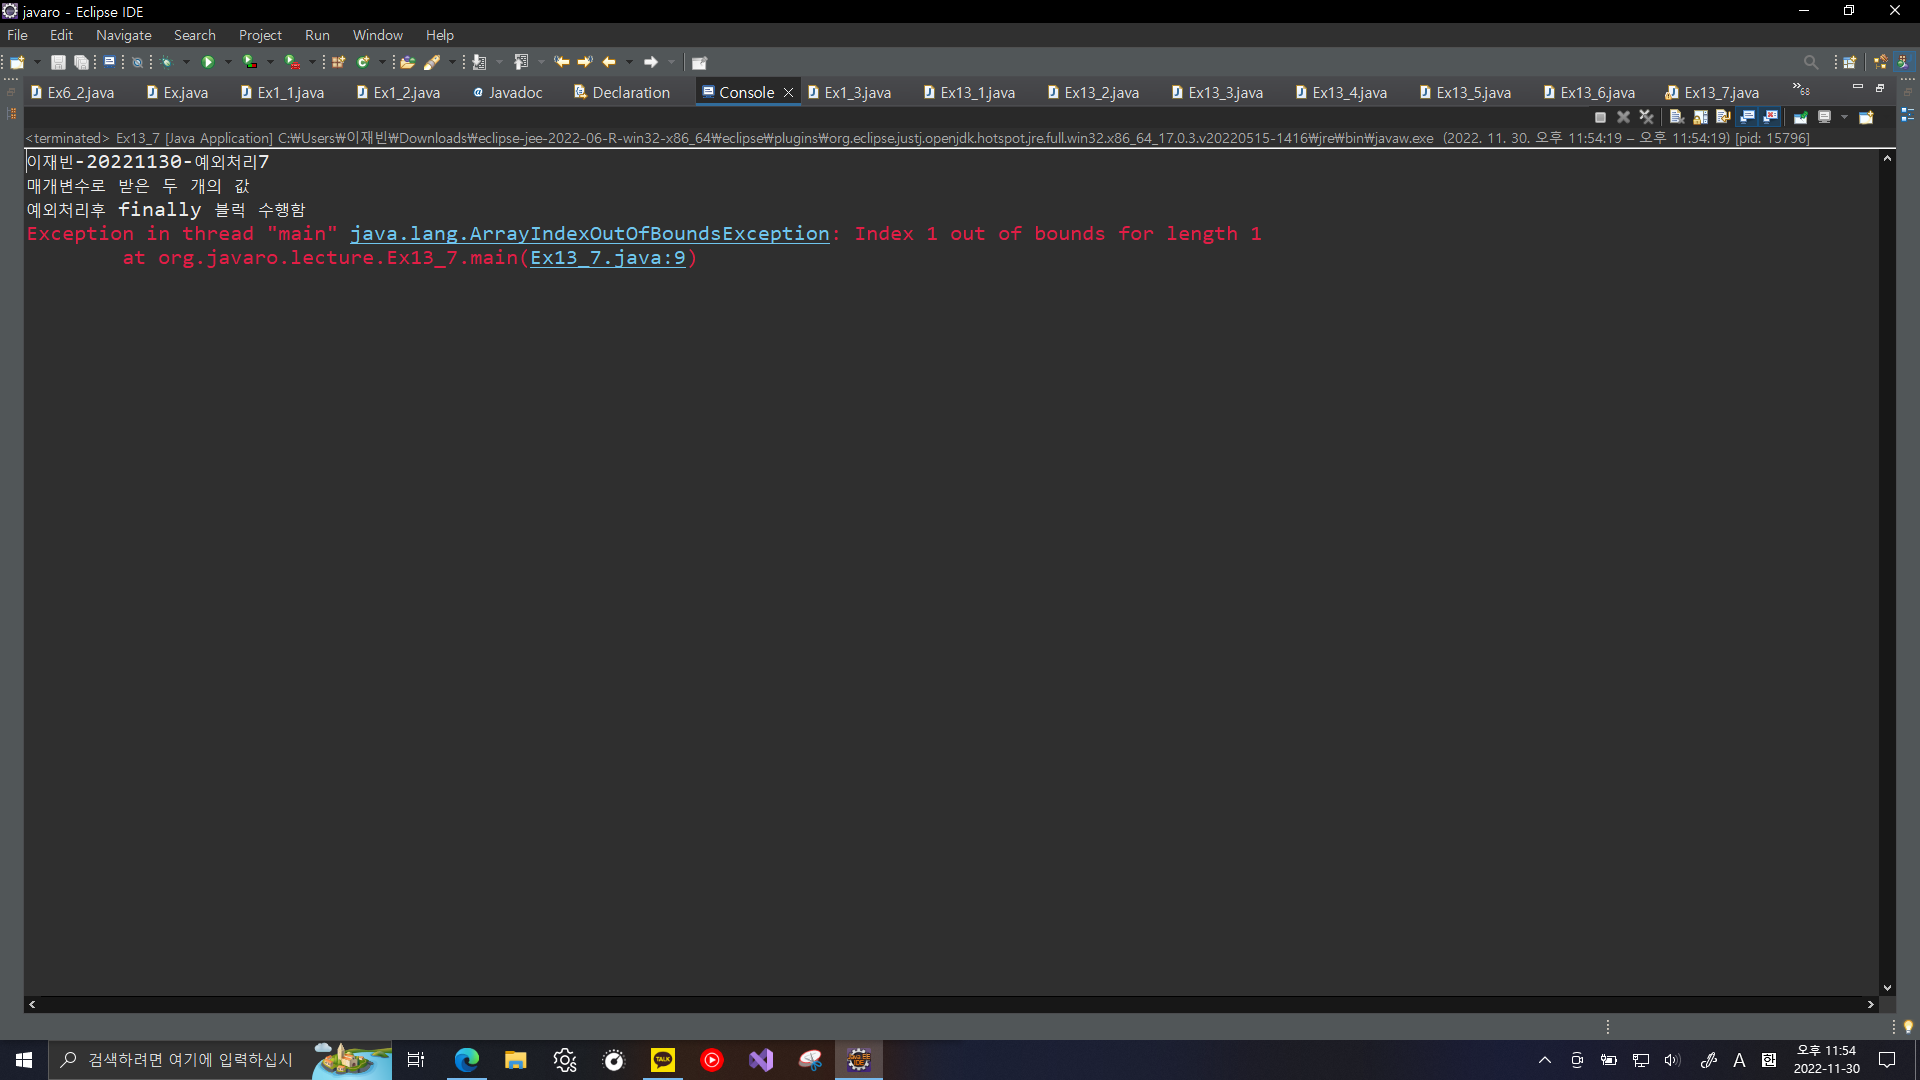 javaro - Eclipse IDE
File Edit Navigate Search Project Run Window Help
Ex6_2.java Ex.java Ex1_1.java Ex1_2.java Javadoc Declaration Console Ex1_3.java Ex13_1.java Ex13_2.java Ex13_3.java Ex13_4.java Ex13_5.java Ex13_6.java Ex13_7.java »68
<terminated> Ex13_7 [Java Application] C:₩Users₩이재빈₩Downloads₩eclipse-jee-2022-06-R-win32-x86_64₩eclipse₩plugins₩org.eclipse.justj.openjdk.hotspot.jre.full.win32.x86_64_17.0.3.v20220515-1416₩jre₩bin₩javaw.exe (2022. 11. 30. 오후 11:54:19 – 오후 11:54:19) [pid: 15796]
이재빈-20221130-예외처리7
매개변수로 받은 두 개의 값
예외처리후 finally 블럭 수행함
Exception in thread "main" java.lang.ArrayIndexOutOfBoundsException: Index 1 out of bounds for length 1
at org.javaro.lecture.Ex13_7.main(Ex13_7.java:9)
검색하려면 여기에 입력하십시
TALK
A 오후 11:54
2022-11-30